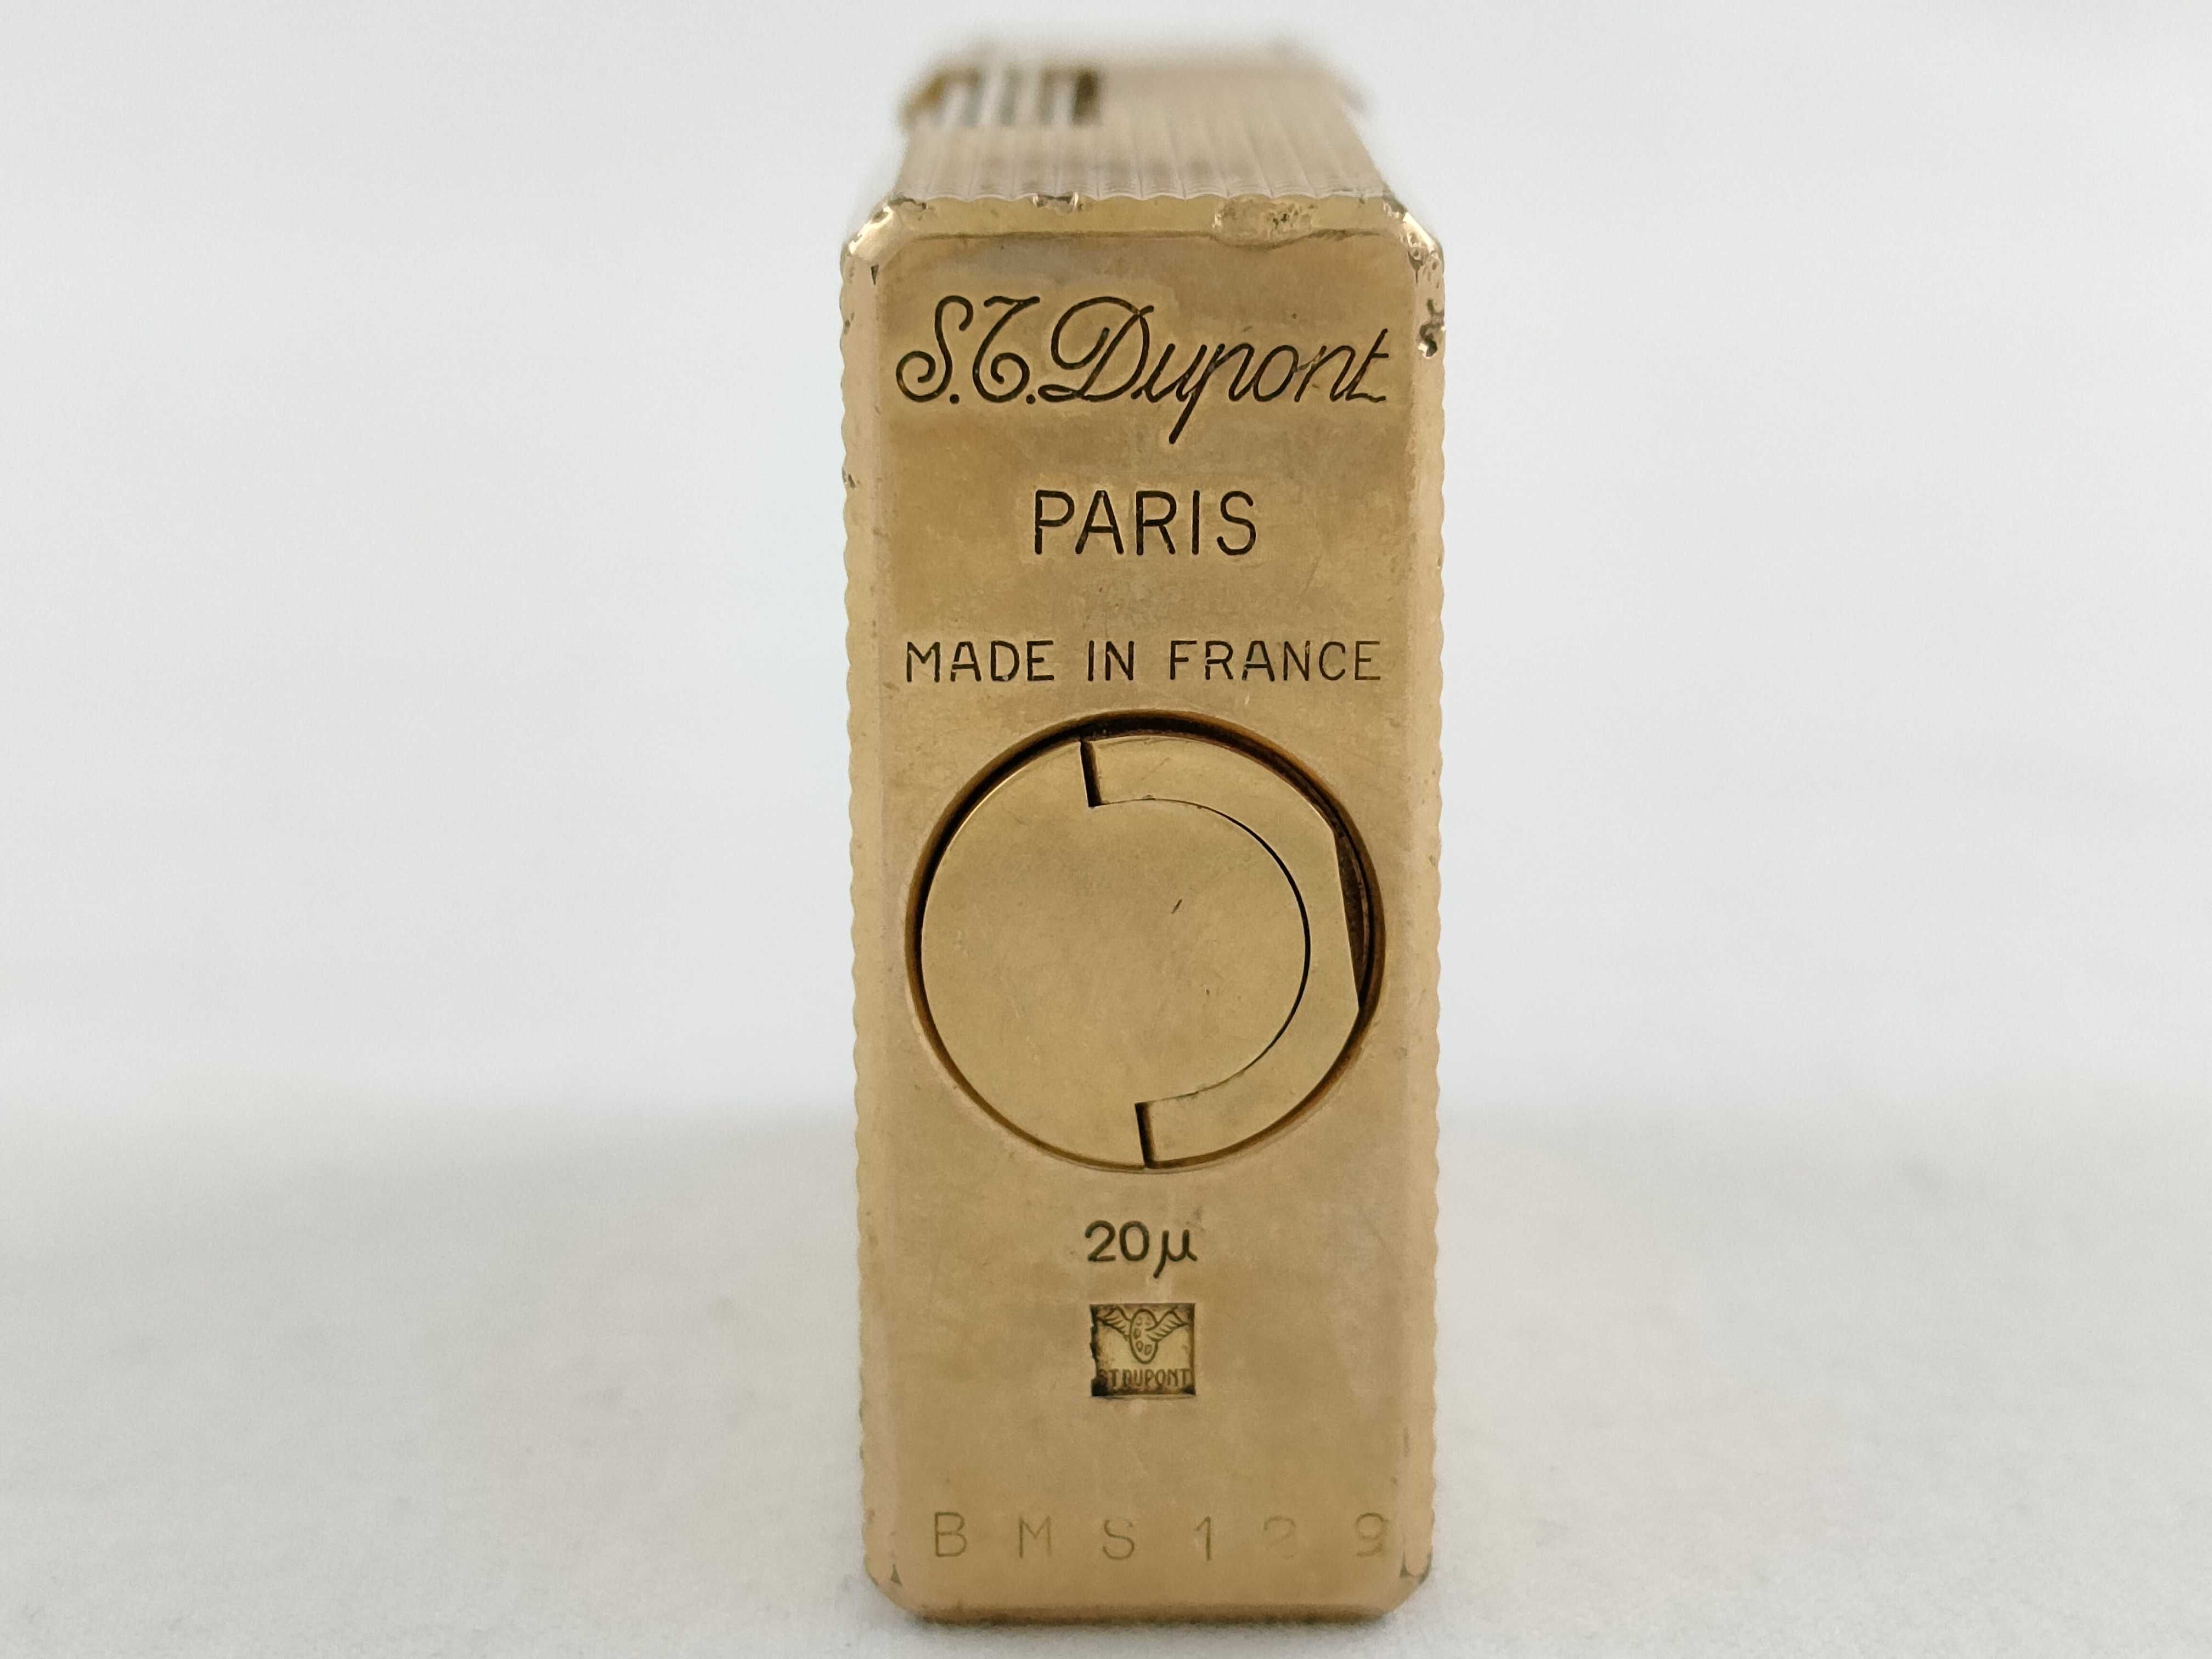 S.T. Dupont
PARIS
MADE IN FRANCE
20µ
ST DUPONT